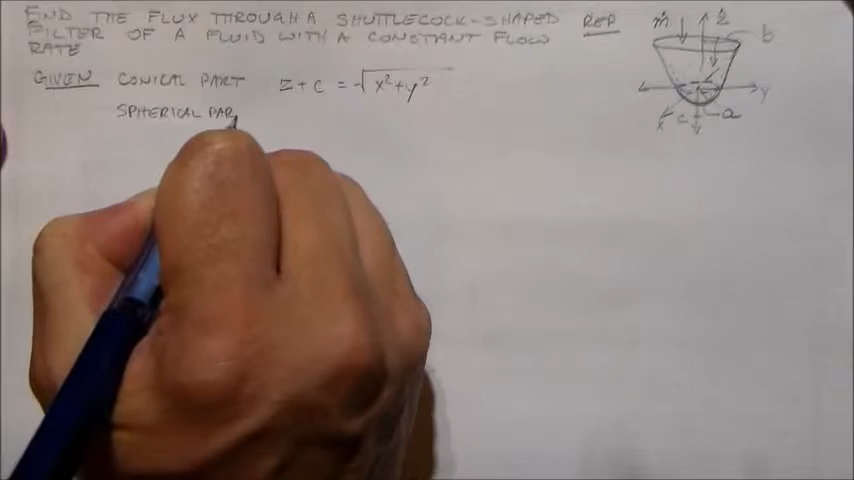 FIND THE FLUX THROUGH A SHUTTLECOCK-SHAPED
FILTER OF A FLUID WITH A CONSTANT FLOW
RATE
REP
GIVEN CONICAL PART z+c = √x²+y²
SPHERICAL PAR
ṁ
z
b
y
x
c
a